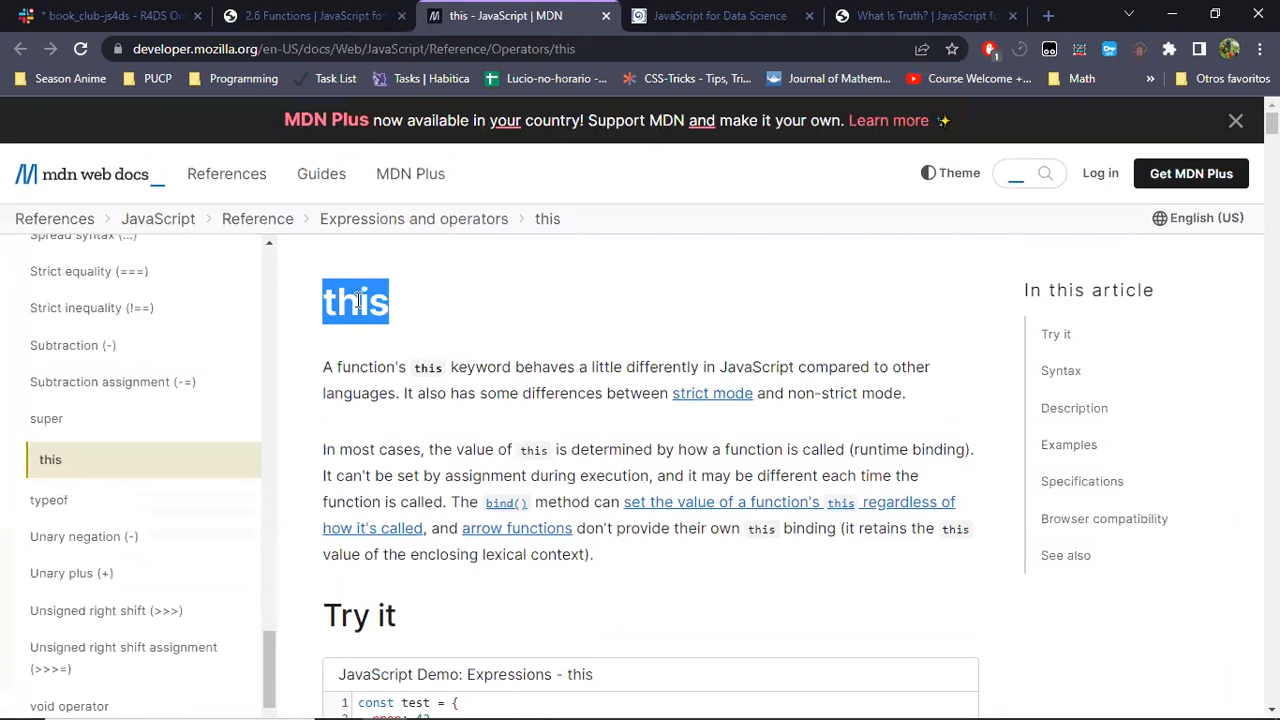 * book_club-js4ds - R4DS On
2.6 Functions | JavaScript for
this - JavaScript | MDN
JavaScript for Data Science
What Is Truth? | JavaScript fo
developer.mozilla.org/en-US/docs/Web/JavaScript/Reference/Operators/this
1
Season Anime
PUCP
Programming
Task List
Tasks | Habitica
Lucio-no-horario -...
CSS-Tricks - Tips, Tri...
Journal of Mathem...
Course Welcome +...
Math
»
Otros favoritos
MDN Plus now available in your country! Support MDN and make it your own. Learn more ✨
mdn web docs _
References
Guides
MDN Plus
Theme
Log in
Get MDN Plus
References > JavaScript > Reference > Expressions and operators > this
English (US)
Spread syntax (...)
Strict equality (===)
Strict inequality (!==)
Subtraction (-)
Subtraction assignment (-=)
super
this
typeof
Unary negation (-)
Unary plus (+)
Unsigned right shift (>>>)
Unsigned right shift assignment
(>>>=)
void operator
this
A function's this keyword behaves a little differently in JavaScript compared to other
languages. It also has some differences between strict mode and non-strict mode.
In most cases, the value of this is determined by how a function is called (runtime binding).
It can't be set by assignment during execution, and it may be different each time the
function is called. The bind() method can set the value of a function's this regardless of
how it's called, and arrow functions don't provide their own this binding (it retains the this
value of the enclosing lexical context).
Try it
JavaScript Demo: Expressions - this
1 const test = {
2 prop: 42,
In this article
Try it
Syntax
Description
Examples
Specifications
Browser compatibility
See also